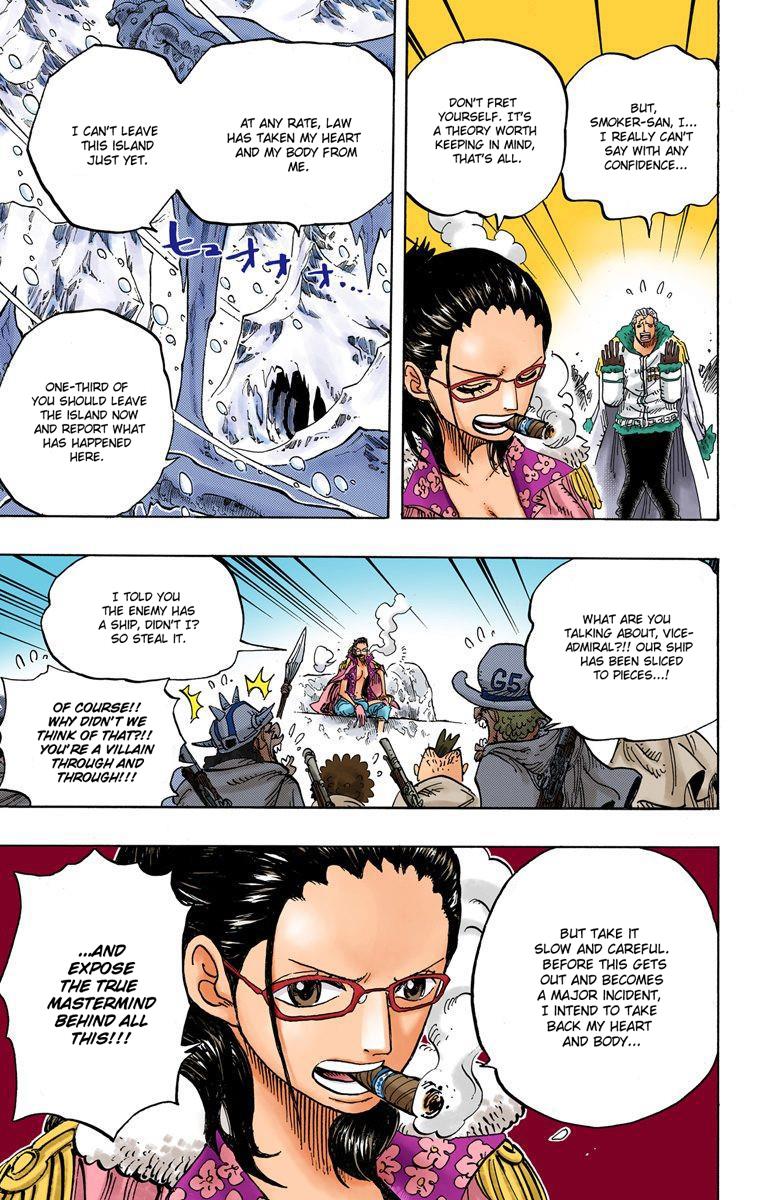 BUT,
SMOKER-SAN, I...
I REALLY CAN'T
SAY WITH ANY
CONFIDENCE...
DON'T FRET
YOURSELF. IT'S
A THEORY WORTH
KEEPING IN MIND,
THAT'S ALL.
AT ANY RATE, LAW
HAS TAKEN MY HEART
AND MY BODY FROM
ME.
I CAN'T LEAVE
THIS ISLAND
JUST YET.
ヒュオオオ...
ONE-THIRD OF
YOU SHOULD LEAVE
THE ISLAND NOW
AND REPORT WHAT
HAS HAPPENED
HERE.
WHAT ARE YOU
TALKING ABOUT, VICE-
ADMIRAL?!! OUR SHIP
HAS BEEN SLICED
TO PIECES...!
G5
I TOLD YOU
THE ENEMY HAS
A SHIP, DIDN'T I?
SO STEAL IT.
OF COURSE!!
WHY DIDN'T WE
THINK OF THAT?!!
YOU'RE A VILLAIN
THROUGH AND
THROUGH!!!
BUT TAKE IT
SLOW AND CAREFUL.
BEFORE THIS GETS
OUT AND BECOMES
A MAJOR INCIDENT,
I INTEND TO TAKE
BACK MY HEART
AND BODY...
...AND
EXPOSE
THE TRUE
MASTERMIND
BEHIND ALL
THIS!!!